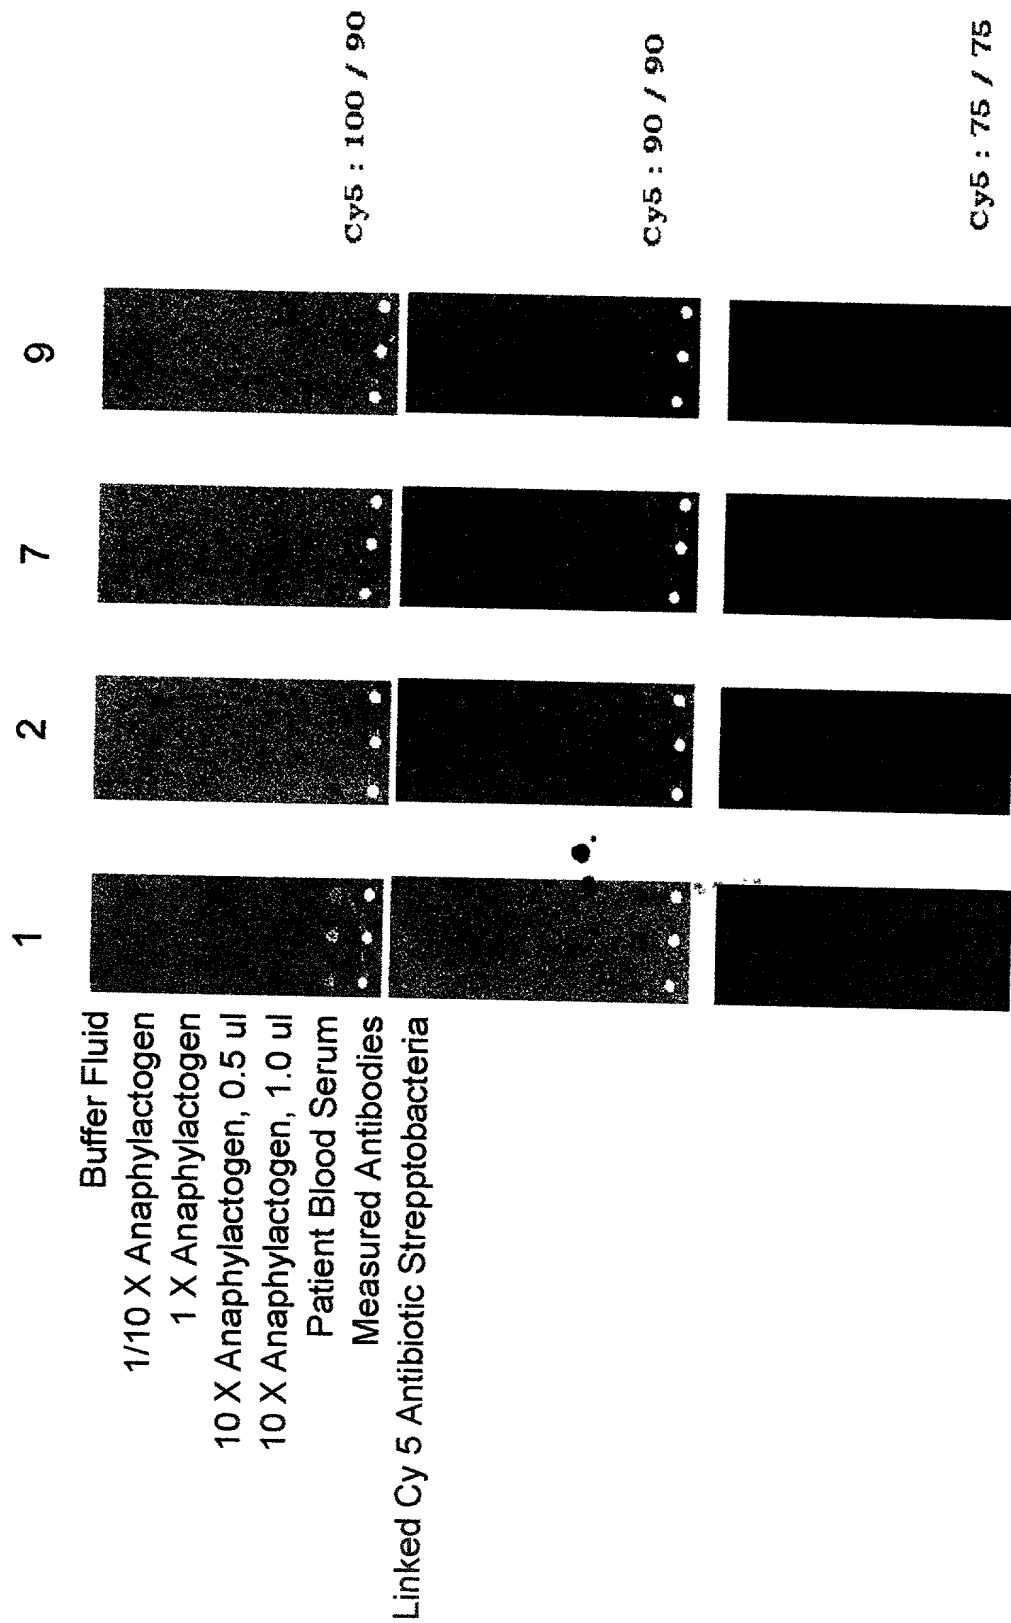 1
2
7
9
Buffer Fluid
1/10 X Anaphylactogen
1 X Anaphylactogen
10 X Anaphylactogen, 0.5 ul
10 X Anaphylactogen, 1.0 ul
Patient Blood Serum
Measured Antibodies
Linked Cy 5 Antibiotic Strepptobacteria
Cy5 : 100 / 90
Cy5 : 90 / 90
Cy5 : 75 / 75